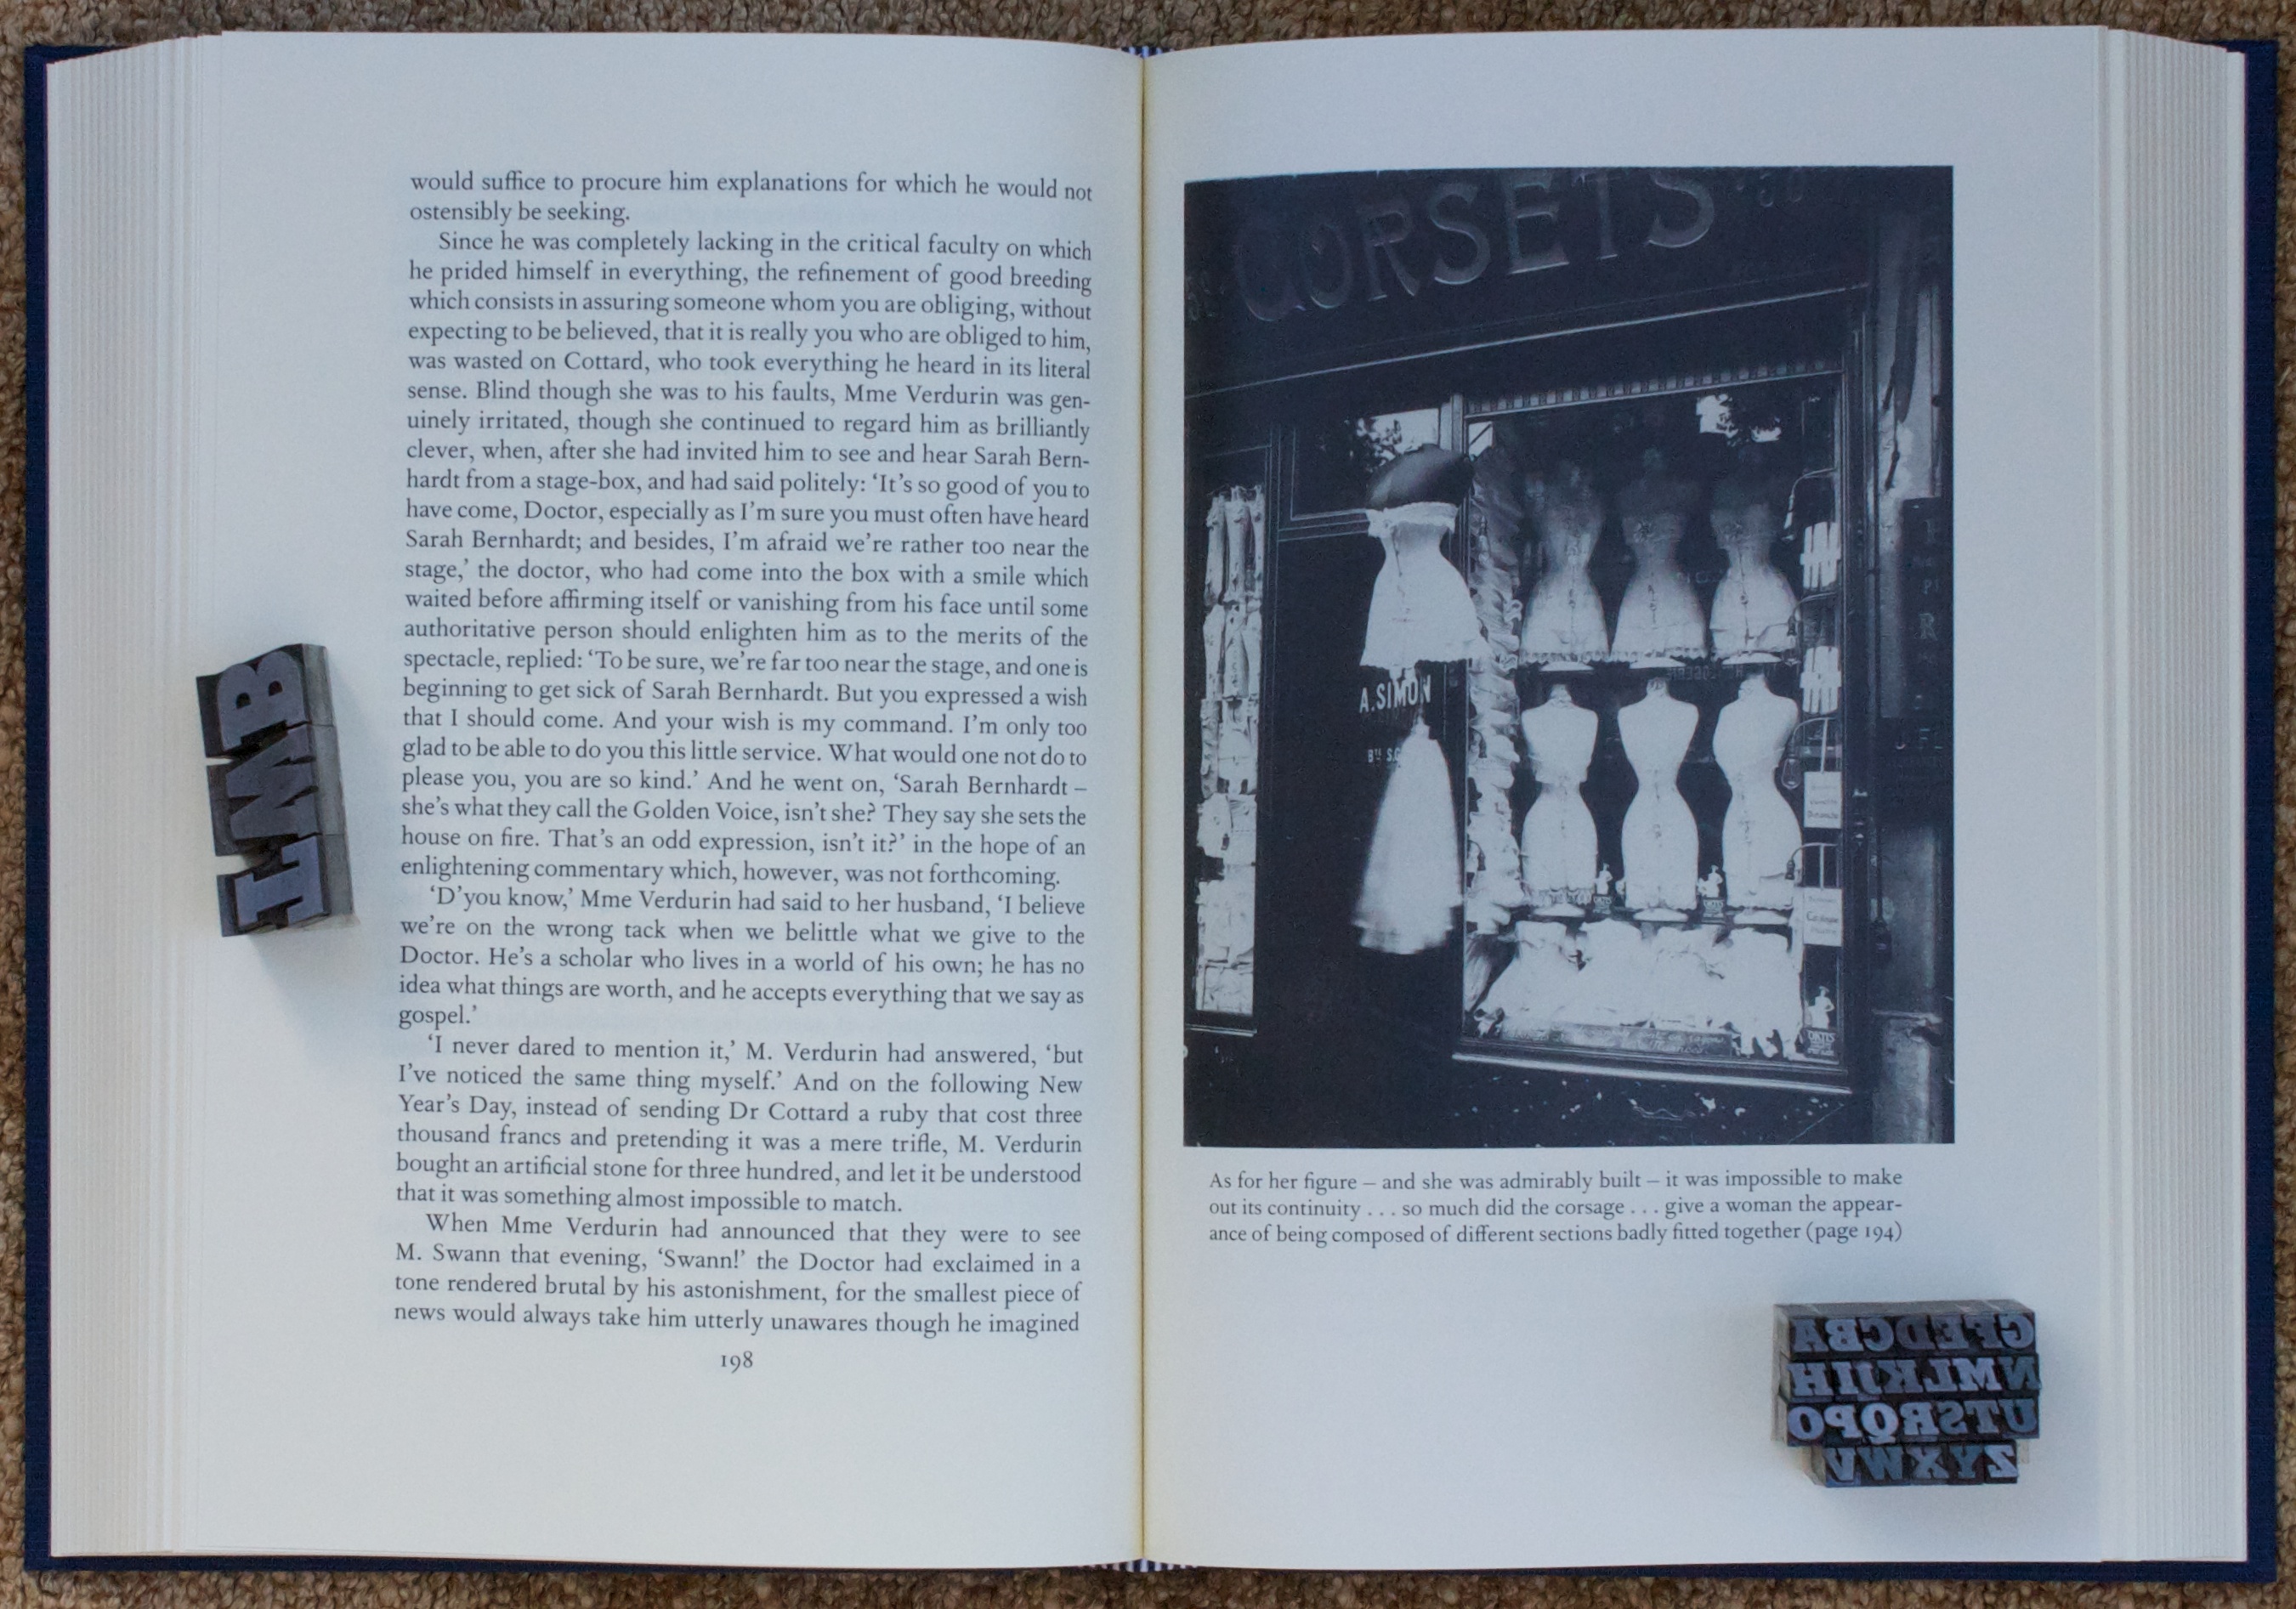 would suffice to procure him explanations for which he would not
ostensibly be seeking.
Since he was completely lacking in the critical faculty on which
he prided himself in everything, the refinement of good breeding
which consists in assuring someone whom you are obliging, without
expecting to be believed, that it is really you who are obliged to him,
was wasted on Cottard, who took everything he heard in its literal
sense. Blind though she was to his faults, Mme Verdurin was gen-
uinely irritated, though she continued to regard him as brilliantly
clever, when, after she had invited him to see and hear Sarah Bern-
hardt from a stage-box, and had said politely: ‘It’s so good of you to
have come, Doctor, especially as I’m sure you must often have heard
Sarah Bernhardt; and besides, I’m afraid we’re rather too near the
stage,’ the doctor, who had come into the box with a smile which
waited before affirming itself or vanishing from his face until some
authoritative person should enlighten him as to the merits of the
spectacle, replied: ‘To be sure, we’re far too near the stage, and one is
beginning to get sick of Sarah Bernhardt. But you expressed a wish
that I should come. And your wish is my command. I’m only too
glad to be able to do you this little service. What would one not do to
please you, you are so kind.’ And he went on, ‘Sarah Bernhardt –
she’s what they call the Golden Voice, isn’t she? They say she sets the
house on fire. That’s an odd expression, isn’t it?’ in the hope of an
enlightening commentary which, however, was not forthcoming.
‘D’you know,’ Mme Verdurin had said to her husband, ‘I believe
we’re on the wrong tack when we belittle what we give to the
Doctor. He’s a scholar who lives in a world of his own; he has no
idea what things are worth, and he accepts everything that we say as
gospel.’
‘I never dared to mention it,’ M. Verdurin had answered, ‘but
I’ve noticed the same thing myself.’ And on the following New
Year’s Day, instead of sending Dr Cottard a ruby that cost three
thousand francs and pretending it was a mere trifle, M. Verdurin
bought an artificial stone for three hundred, and let it be understood
that it was something almost impossible to match.
When Mme Verdurin had announced that they were to see
M. Swann that evening, ‘Swann!’ the Doctor had exclaimed in a
tone rendered brutal by his astonishment, for the smallest piece of
news would always take him utterly unawares though he imagined
198
CORSETS
A. SIMON
As for her figure – and she was admirably built – it was impossible to make
out its continuity . . . so much did the corsage . . . give a woman the appear-
ance of being composed of different sections badly fitted together (page 194)
ABCDEFG
HIJKLMN
OPQRSTU
VWXYZ